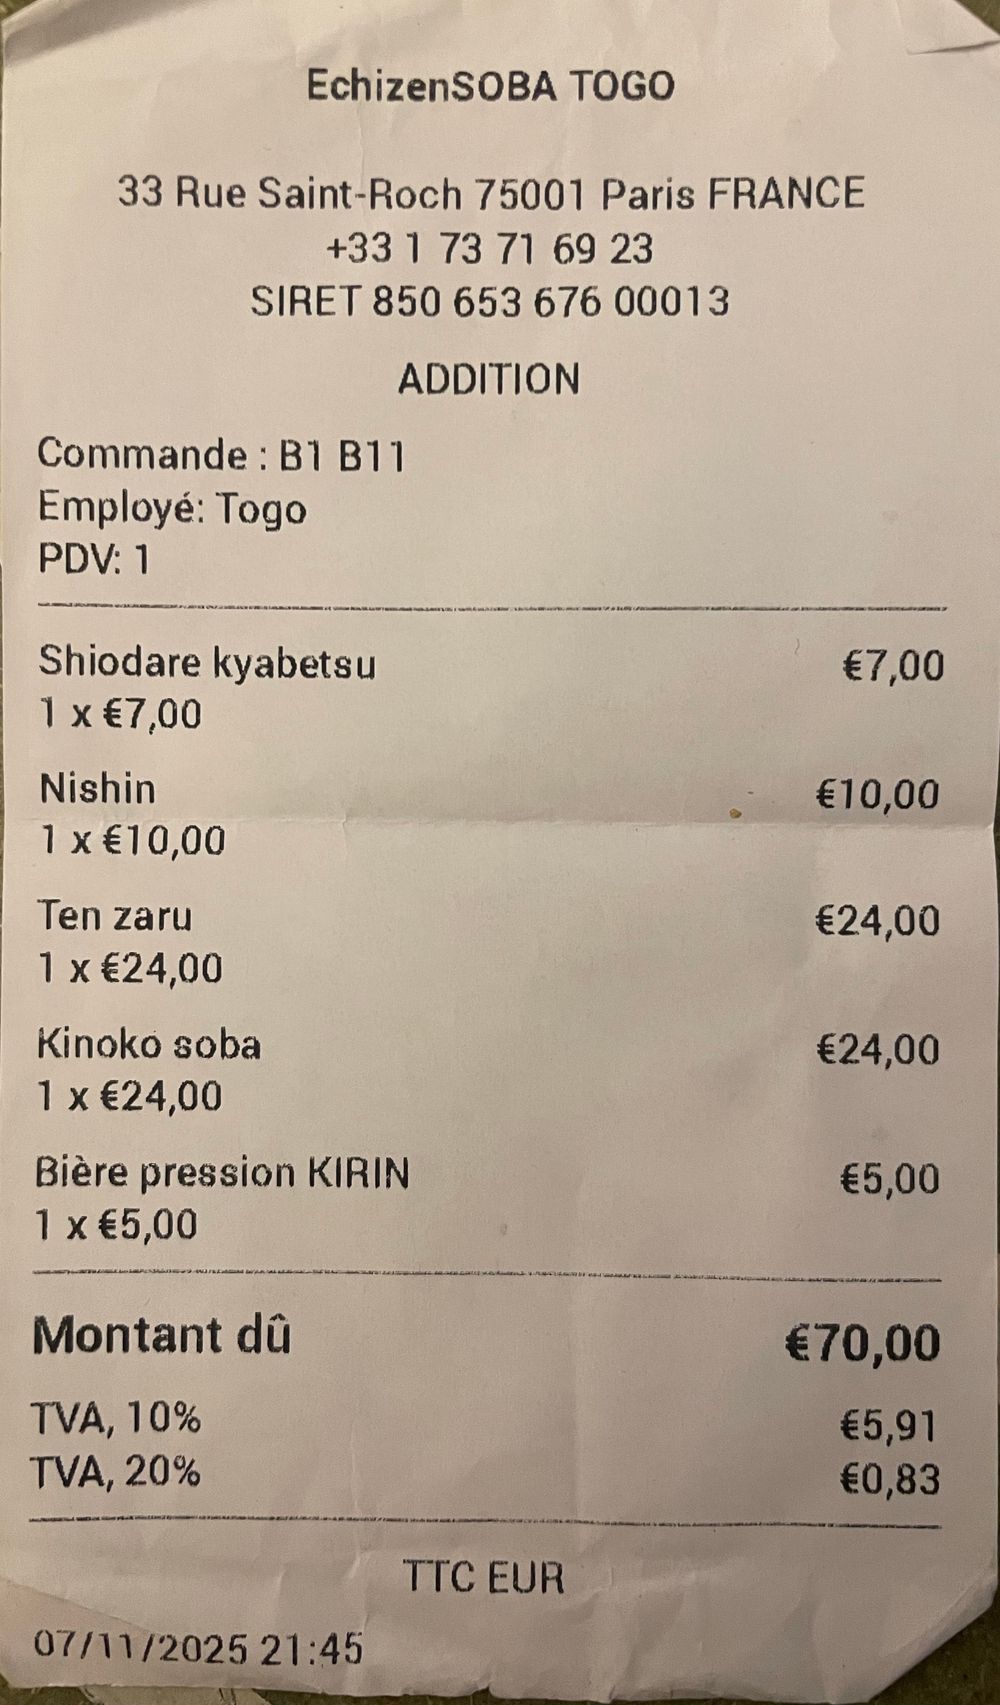 EchizenSOBA TOGO
33 Rue Saint-Roch 75001 Paris FRANCE
+33 1 73 71 69 23
SIRET 850 653 676 00013
ADDITION
Commande : B1 B11
Employé: Togo
PDV: 1
Shiodare kyabetsu €7,00
1 x €7,00
Nishin €10,00
1 x €10,00
Ten zaru €24,00
1 x €24,00
Kinoko soba €24,00
1 x €24,00
Bière pression KIRIN €5,00
1 x €5,00
Montant dû €70,00
TVA, 10% €5,91
TVA, 20% €0,83
TTC EUR
07/11/2025 21:45